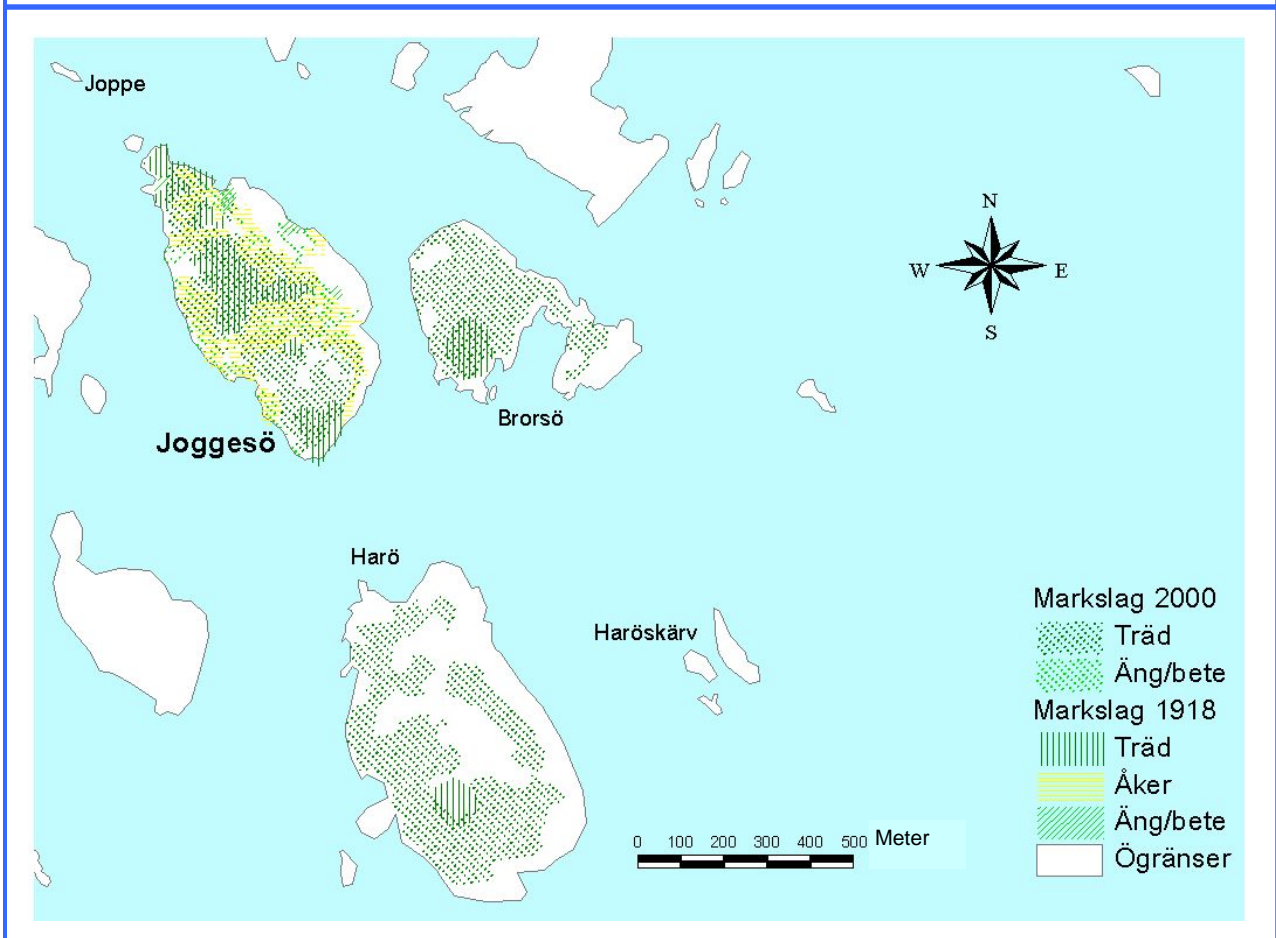 Joppe
N
W
E
S
Brorsö
Joggesö
Harö
Haröskärv
Markslag 2000
Träd
Äng/bete
Markslag 1918
Träd
Åker
Äng/bete
Ögränser
0 100 200 300 400 500 Meter